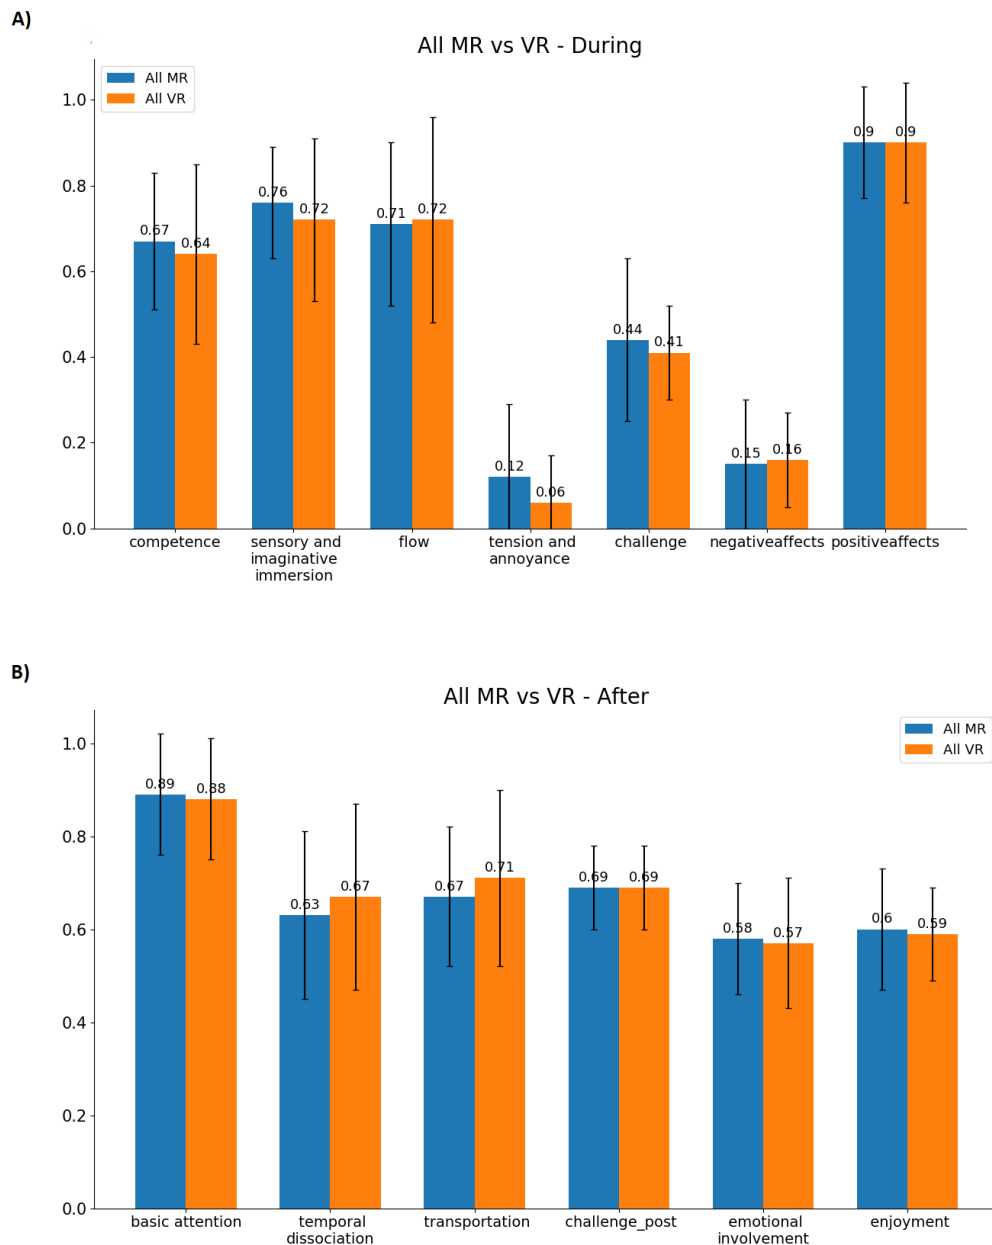 A)
All MR vs VR - During
All MR
All VR
1.0
0.8
0.6
0.4
0.2
0.0
0.67
0.64
0.76
0.72
0.71
0.72
0.12
0.06
0.44
0.41
0.15
0.16
0.9
0.9
competence
sensory and
imaginative
immersion
flow
tension and
annoyance
challenge
negativeaffects
positiveaffects
B)
All MR vs VR - After
All MR
All VR
1.0
0.8
0.6
0.4
0.2
0.0
0.89
0.88
0.63
0.67
0.67
0.71
0.69
0.69
0.58
0.57
0.6
0.59
basic attention
temporal
dissociation
transportation
challenge_post
emotional
involvement
enjoyment